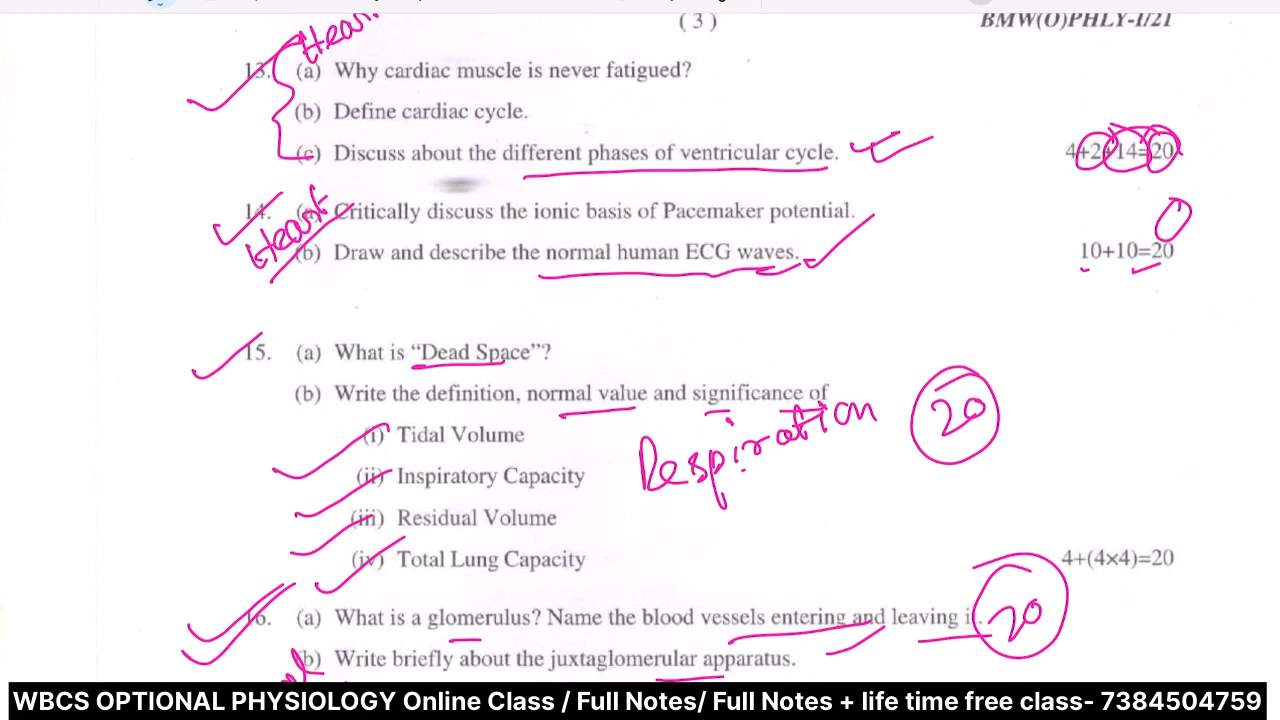 (3)
BMW(O)PHLY-I/21
Heart
13. (a) Why cardiac muscle is never fatigued?
(b) Define cardiac cycle.
(c) Discuss about the different phases of ventricular cycle. 4+2+14=20
14. (a) Critically discuss the ionic basis of Pacemaker potential.
Heart
(b) Draw and describe the normal human ECG waves. 10+10=20
15. (a) What is “Dead Space”?
(b) Write the definition, normal value and significance of
(i) Tidal Volume
Respiration
20
(ii) Inspiratory Capacity
(iii) Residual Volume
(iv) Total Lung Capacity 4+(4×4)=20
16. (a) What is a glomerulus? Name the blood vessels entering and leaving it.
20
(b) Write briefly about the juxtaglomerular apparatus.
WBCS OPTIONAL PHYSIOLOGY Online Class / Full Notes/ Full Notes + life time free class- 7384504759